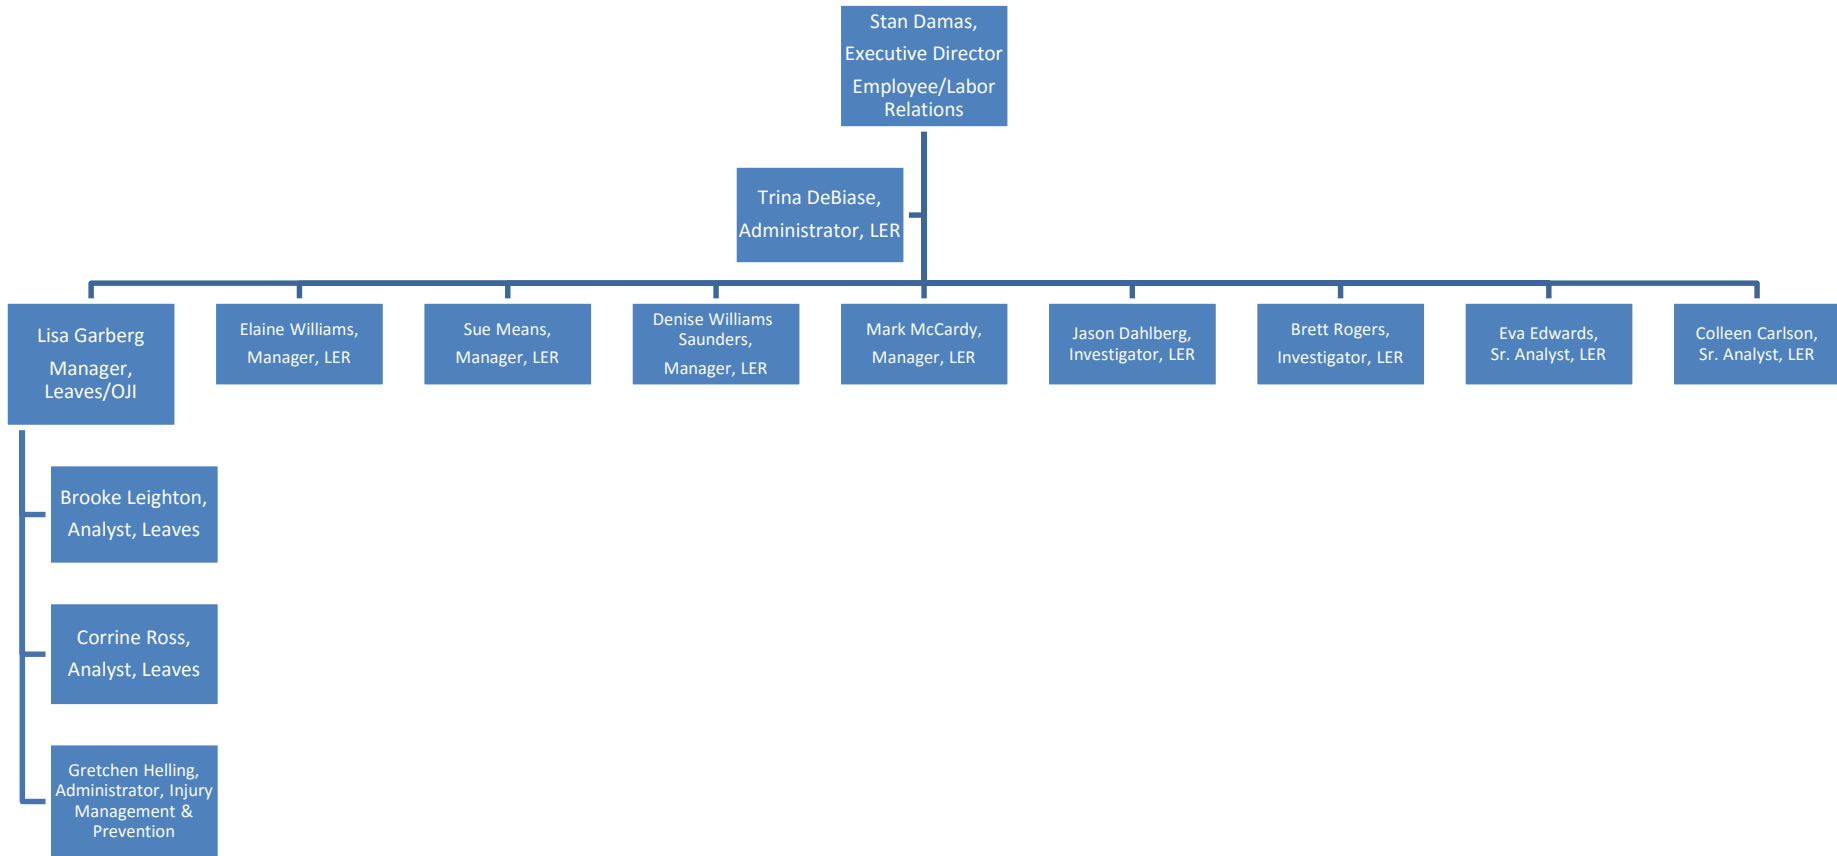 Stan Damas,
Executive Director
Employee/Labor
Relations
Trina DeBiase,
Administrator, LER
Lisa Garberg
Manager,
Leaves/OJI
Elaine Williams,
Manager, LER
Sue Means,
Manager, LER
Denise Williams
Saunders,
Manager, LER
Mark McCardy,
Manager, LER
Jason Dahlberg,
Investigator, LER
Brett Rogers,
Investigator, LER
Eva Edwards,
Sr. Analyst, LER
Colleen Carlson,
Sr. Analyst, LER
Brooke Leighton,
Analyst, Leaves
Corrine Ross,
Analyst, Leaves
Gretchen Helling,
Administrator, Injury
Management &
Prevention